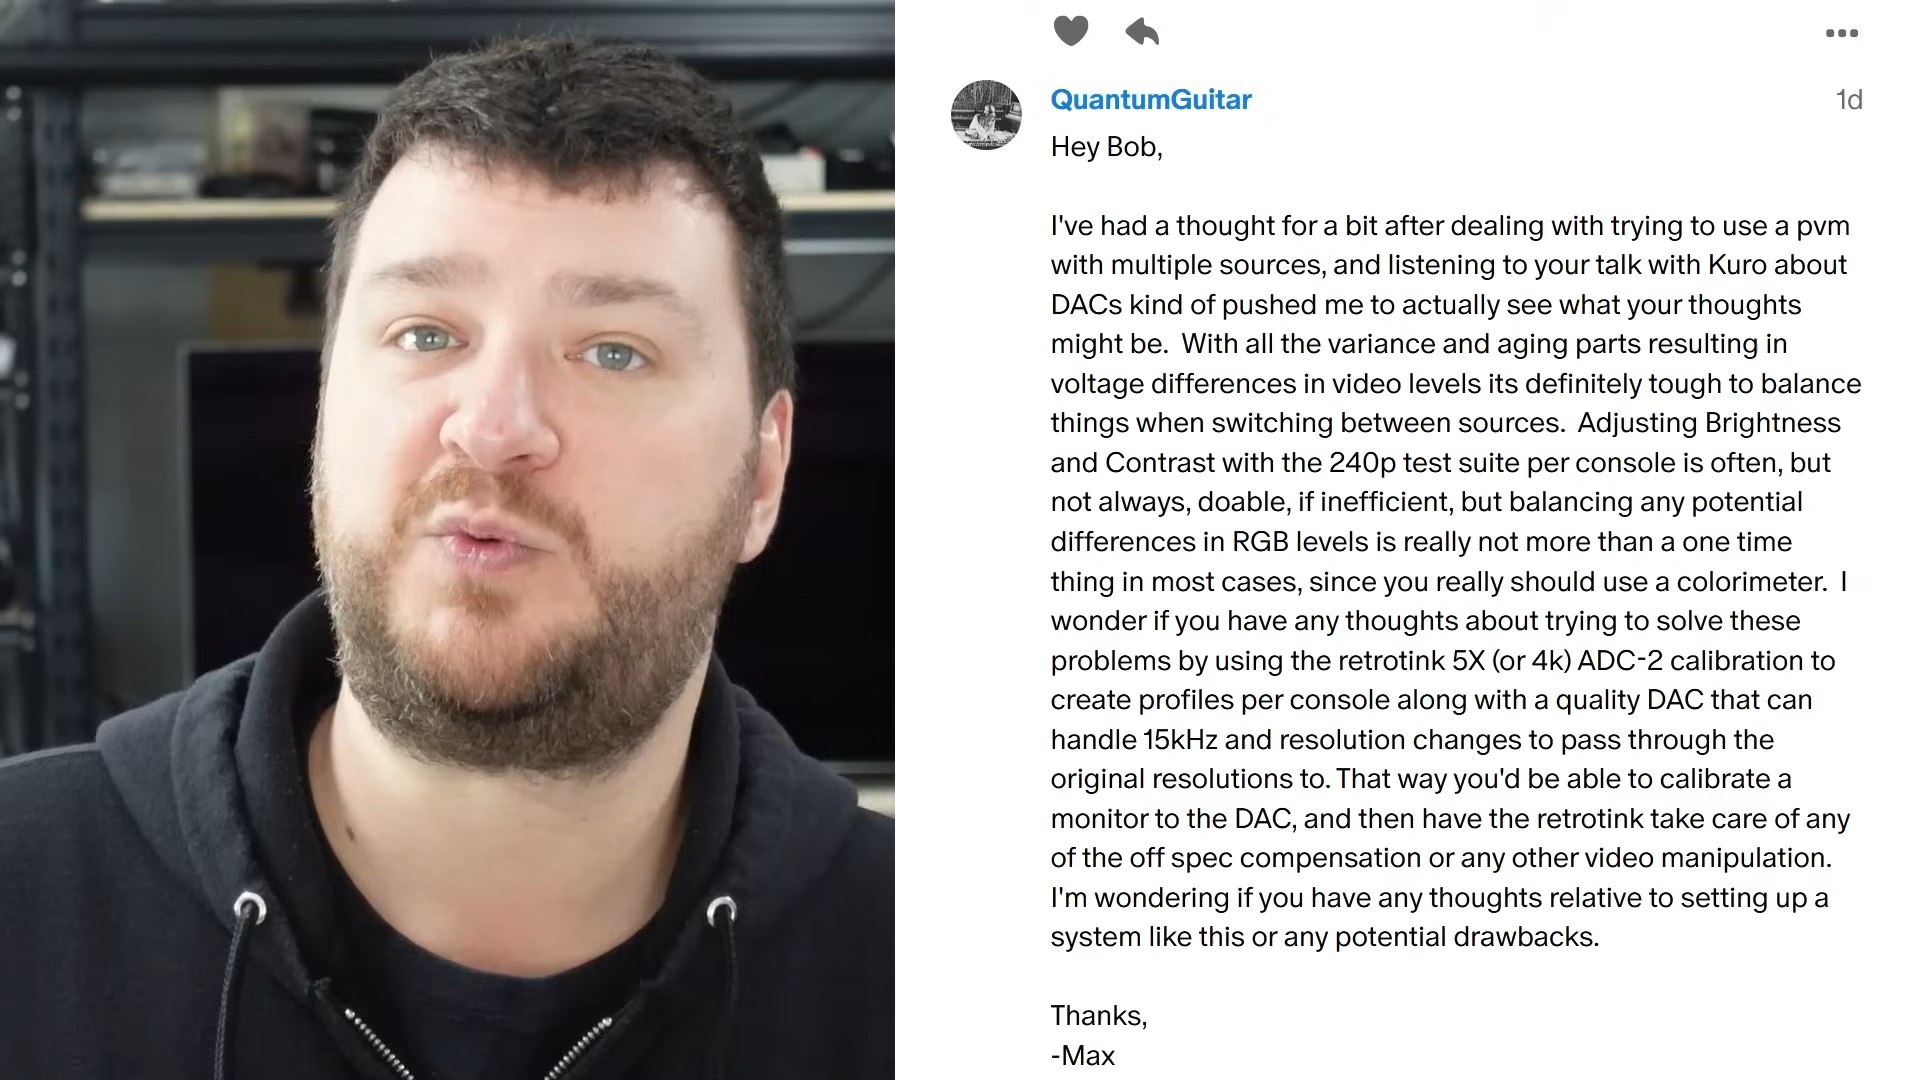 QuantumGuitar
1d
Hey Bob,
I've had a thought for a bit after dealing with trying to use a pvm
with multiple sources, and listening to your talk with Kuro about
DACs kind of pushed me to actually see what your thoughts
might be.  With all the variance and aging parts resulting in
voltage differences in video levels its definitely tough to balance
things when switching between sources.  Adjusting Brightness
and Contrast with the 240p test suite per console is often, but
not always, doable, if inefficient, but balancing any potential
differences in RGB levels is really not more than a one time
thing in most cases, since you really should use a colorimeter.  I
wonder if you have any thoughts about trying to solve these
problems by using the retrotink 5X (or 4k) ADC-2 calibration to
create profiles per console along with a quality DAC that can
handle 15kHz and resolution changes to pass through the
original resolutions to. That way you'd be able to calibrate a
monitor to the DAC, and then have the retrotink take care of any
of the off spec compensation or any other video manipulation.
I'm wondering if you have any thoughts relative to setting up a
system like this or any potential drawbacks.
Thanks,
-Max